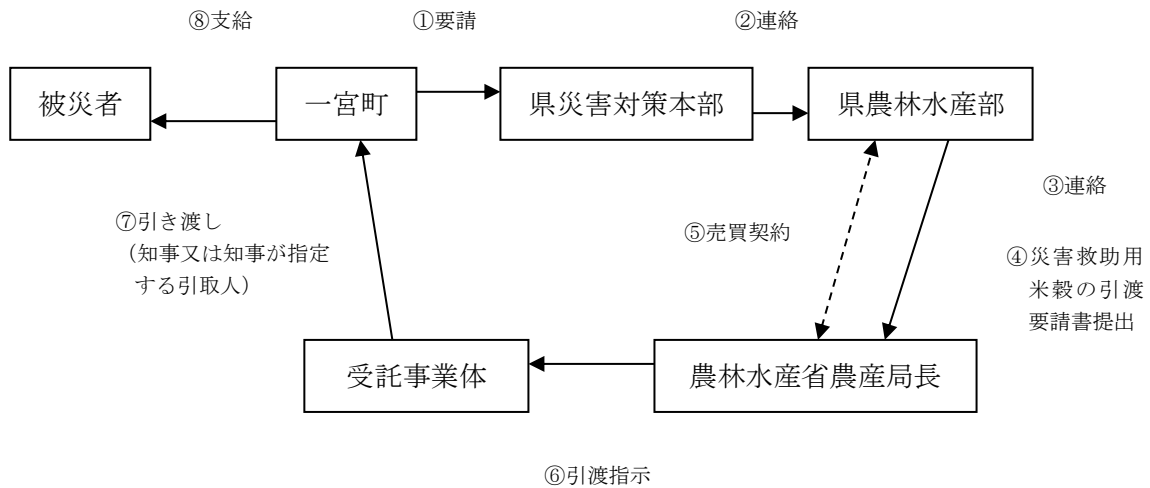 ⑧支給
①要請
②連絡
被災者
一宮町
県災害対策本部
県農林水産部
③連絡
⑦引き渡し
（知事又は知事が指定
する引取人）
⑤売買契約
④災害救助用
米穀の引渡
要請書提出
受託事業体
農林水産省農産局長
⑥引渡指示